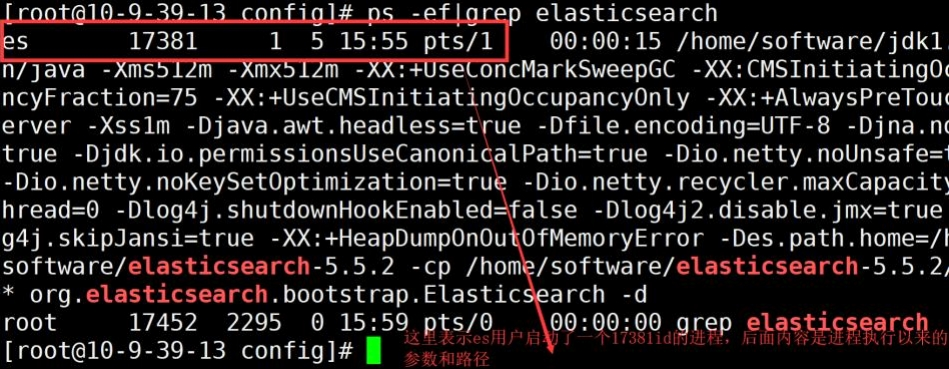 [root@10-9-39-13 config]# ps -ef|grep elasticsearch
es 17381 1 5 15:55 pts/1 00:00:15 /home/software/jdk1
n/java -Xms512m -Xmx512m -XX:+UseConcMarkSweepGC -XX:CMSInitiatingOc
ncyFraction=75 -XX:+UseCMSInitiatingOccupancyOnly -XX:+AlwaysPreTouc
erver -Xss1m -Djava.awt.headless=true -Dfile.encoding=UTF-8 -Djna.no
true -Djdk.io.permissionsUseCanonicalPath=true -Dio.netty.noUnsafe=t
-Dio.netty.noKeySetOptimization=true -Dio.netty.recycler.maxCapacity
hread=0 -Dlog4j.shutdownHookEnabled=false -Dlog4j2.disable.jmx=true
g4j.skipJansi=true -XX:+HeapDumpOnOutOfMemoryError -Des.path.home=/h
software/elasticsearch-5.5.2 -cp /home/software/elasticsearch-5.5.2/
* org.elasticsearch.bootstrap.Elasticsearch -d
root 17452 2295 0 15:59 pts/0 00:00:00 grep elasticsearch
[root@10-9-39-13 config]#
这里表示es用户启动了一个17381id的进程，后面内容是进程执行以来的
参数和路径